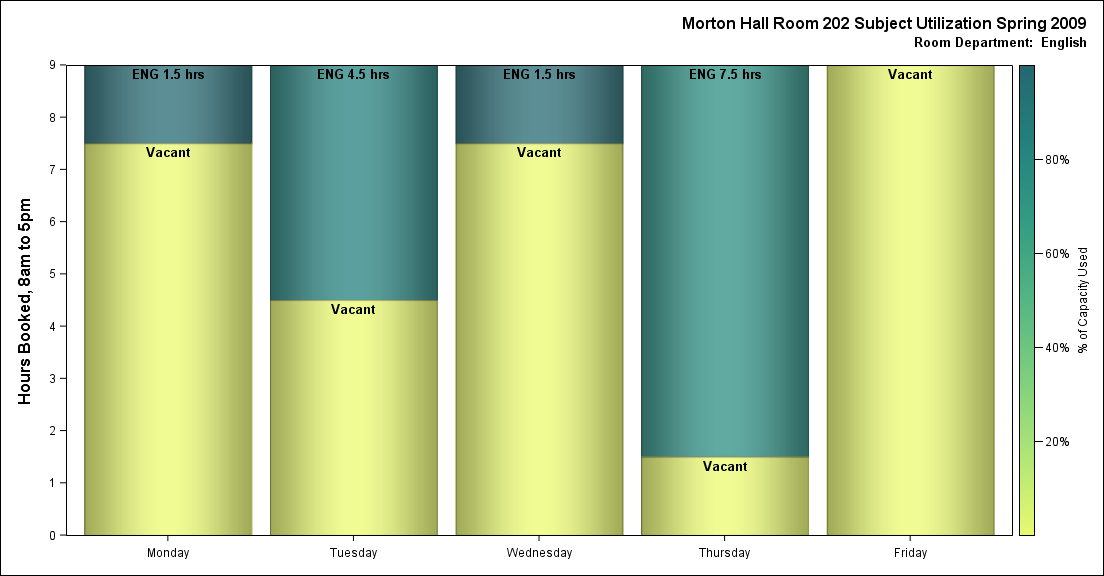 Morton Hall Room 202 Subject Utilization Spring 2009
Room Department: English
Hours Booked, 8am to 5pm
9
8
7
6
5
4
3
2
1
0
ENG 1.5 hrs
Vacant
ENG 4.5 hrs
Vacant
ENG 1.5 hrs
Vacant
ENG 7.5 hrs
Vacant
Vacant
Monday
Tuesday
Wednesday
Thursday
Friday
80%
60%
40%
20%
% of Capacity Used